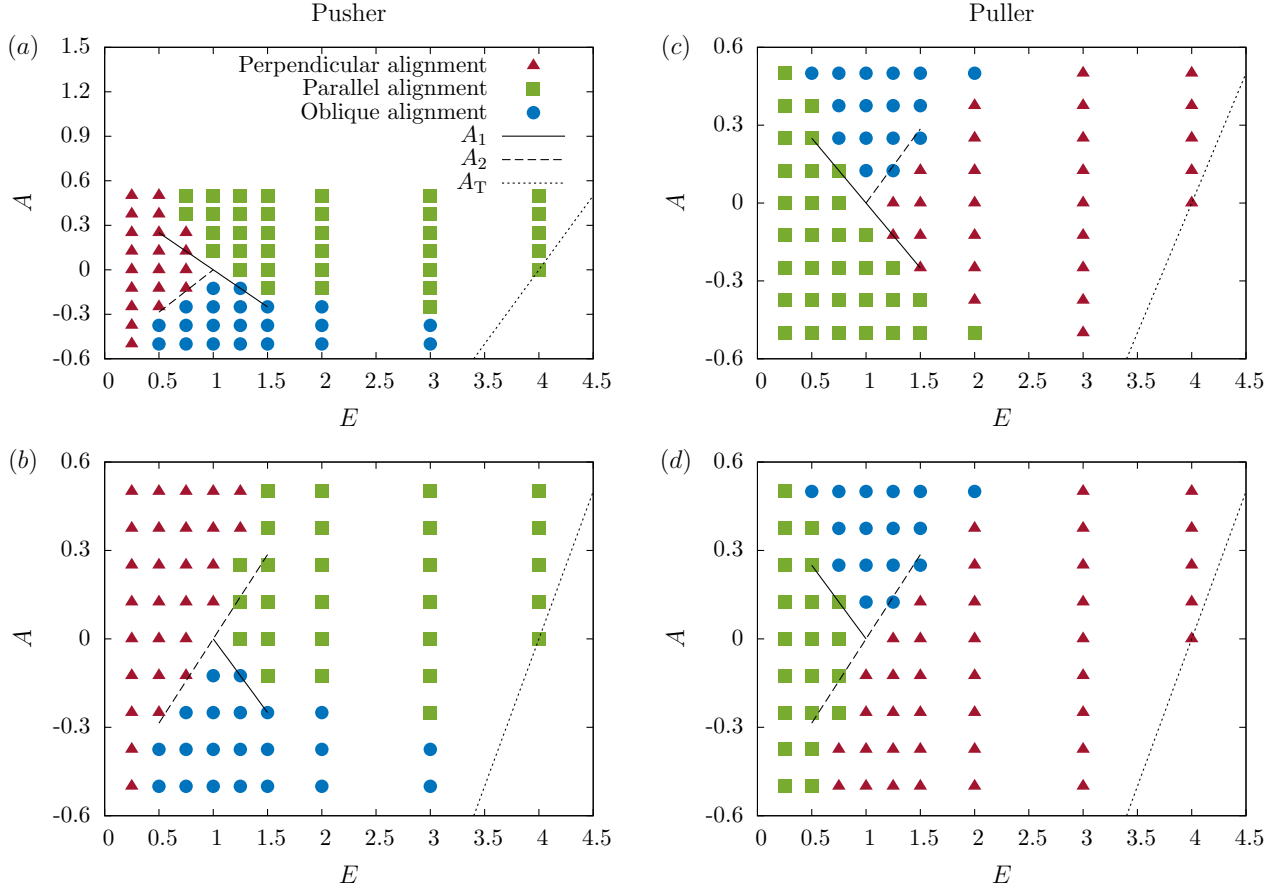 Pusher
Puller
(a)
1.5
1.2
0.9
0.6
0.3
0
-0.3
-0.6
A
0 0.5 1 1.5 2 2.5 3 3.5 4 4.5
E
Perpendicular alignment
Parallel alignment
Oblique alignment
A1
A2
AT
(c)
0.6
0.3
0
-0.3
-0.6
A
0 0.5 1 1.5 2 2.5 3 3.5 4 4.5
E
(b)
0.6
0.3
0
-0.3
-0.6
A
0 0.5 1 1.5 2 2.5 3 3.5 4 4.5
E
(d)
0.6
0.3
0
-0.3
-0.6
A
0 0.5 1 1.5 2 2.5 3 3.5 4 4.5
E